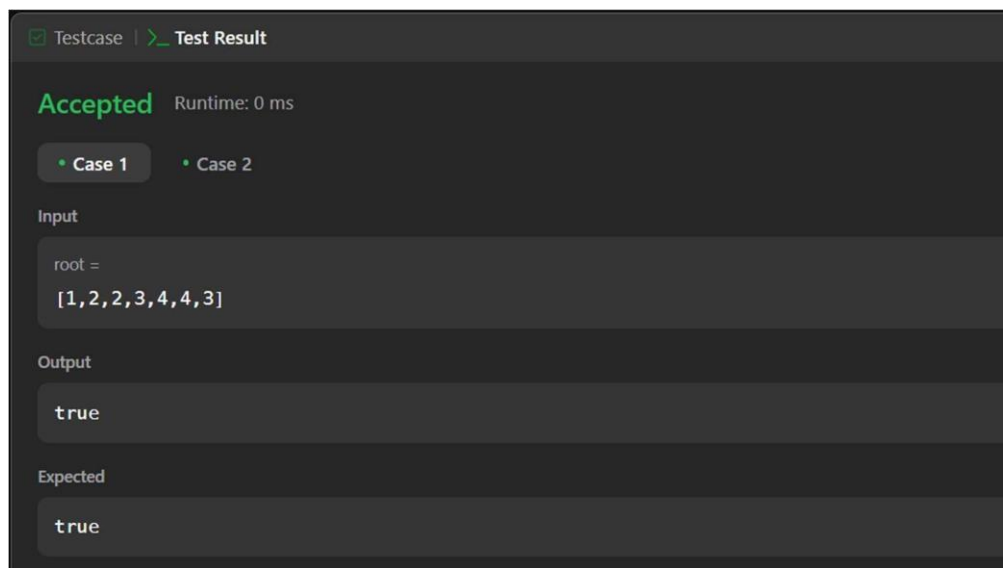 Testcase | >_ Test Result
Accepted Runtime: 0 ms
• Case 1 • Case 2
Input
root =
[1,2,2,3,4,4,3]
Output
true
Expected
true